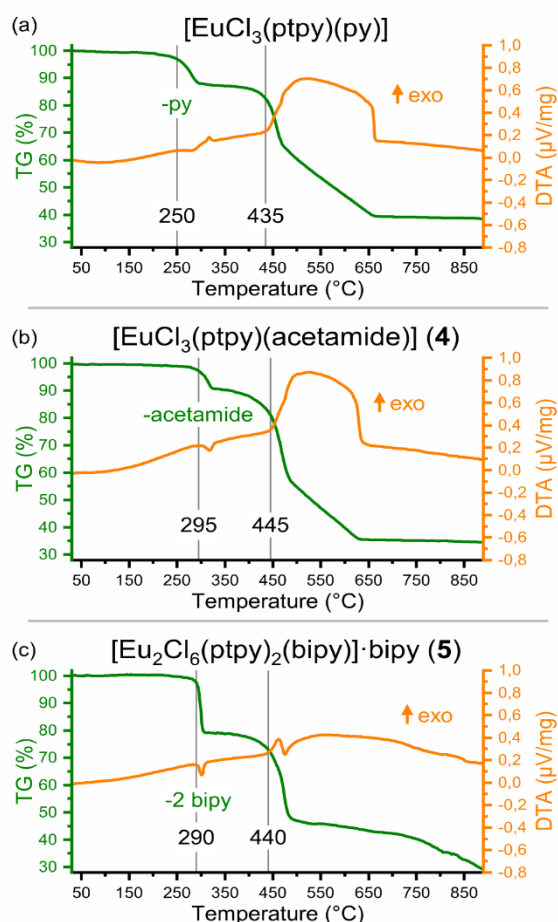 (a) [EuCl₃(ptpy)(py)]
100
90
80
70
60
50
40
30
TG (%)
-py
250
435
exo
1,0
0,8
0,6
0,4
0,2
0,0
-0,2
-0,4
-0,6
-0,8
DTA (µV/mg)
50 150 250 350 450 550 650 750 850
Temperature (°C)
(b) [EuCl₃(ptpy)(acetamide)] (4)
100
90
80
70
60
50
40
30
TG (%)
-acetamide
295
445
exo
1,0
0,8
0,6
0,4
0,2
0,0
-0,2
-0,4
-0,6
-0,8
DTA (µV/mg)
50 150 250 350 450 550 650 750 850
Temperature (°C)
(c) [Eu₂Cl₆(ptpy)₂(bipy)]·bipy (5)
100
90
80
70
60
50
40
30
TG (%)
-2 bipy
290
440
exo
1,0
0,8
0,6
0,4
0,2
0,0
-0,2
-0,4
-0,6
-0,8
DTA (µV/mg)
50 150 250 350 450 550 650 750 850
Temperature (°C)